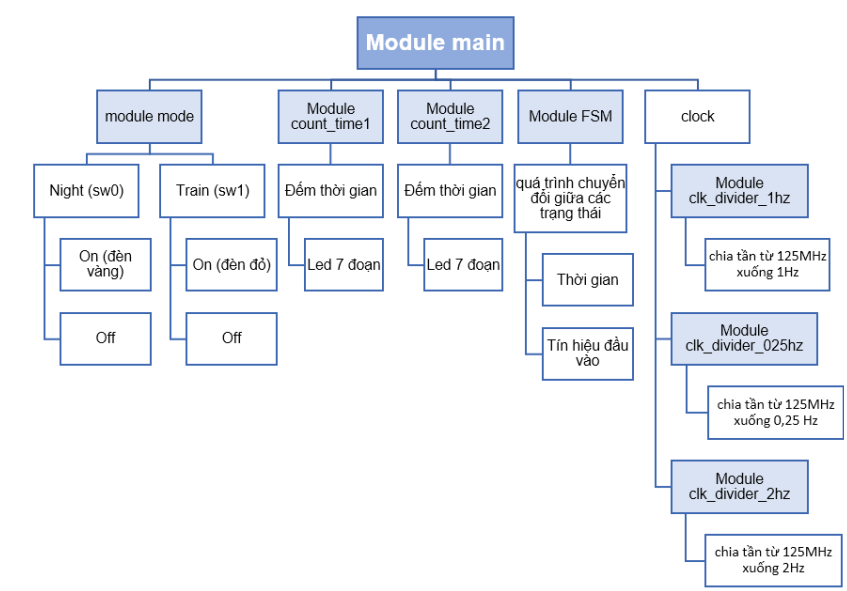 Module main
module mode
Module
count_time1
Module
count_time2
Module FSM
clock
Night (sw0)
Train (sw1)
Đếm thời gian
Đếm thời gian
quá trình chuyển
đổi giữa các
trạng thái
Module
clk_divider_1hz
On (đèn
vàng)
On (đèn đỏ)
Led 7 đoạn
Led 7 đoạn
Thời gian
chia tần từ 125MHz
xuống 1Hz
Off
Off
Tín hiệu đầu
vào
Module
clk_divider_025hz
chia tần từ 125MHz
xuống 0,25 Hz
Module
clk_divider_2hz
chia tần từ 125MHz
xuống 2Hz